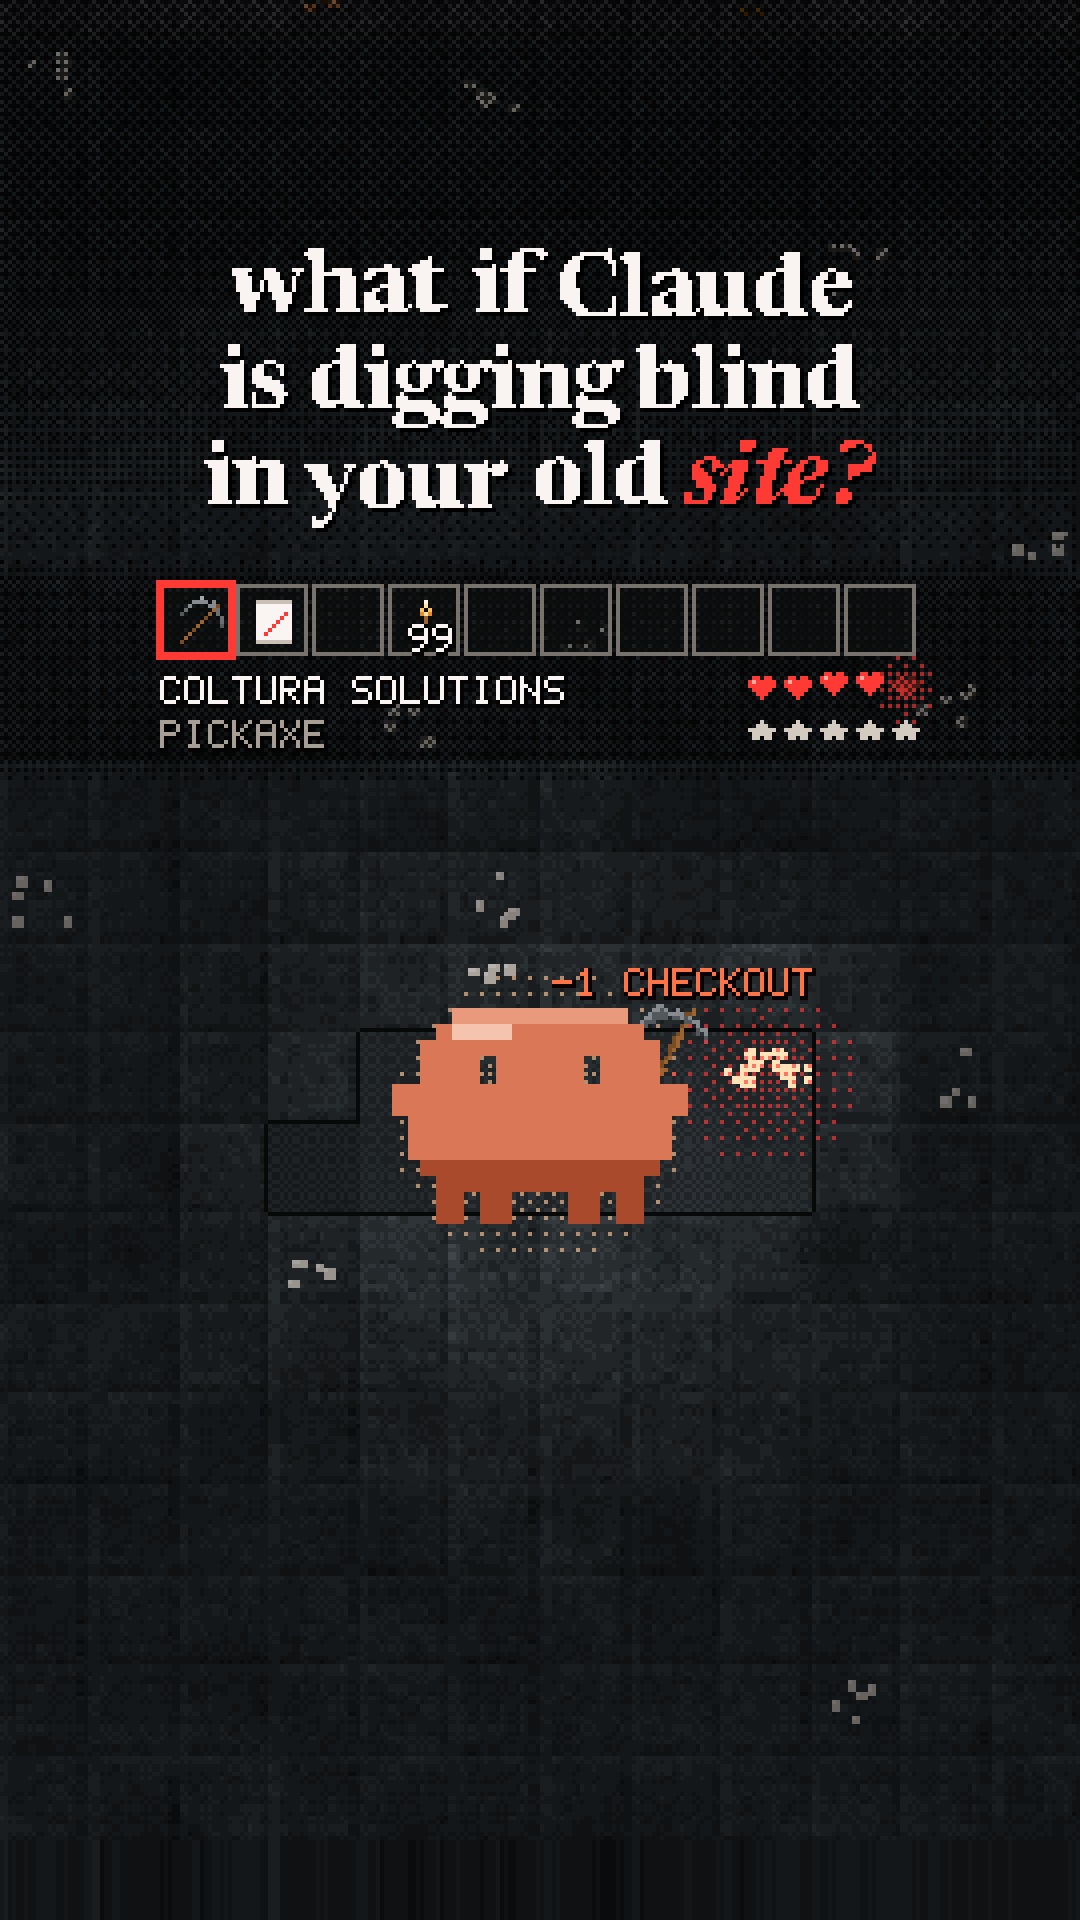 what if Claude
is digging blind
in your old site?
99
COLTURA SOLUTIONS
PICKAXE
-1 CHECKOUT